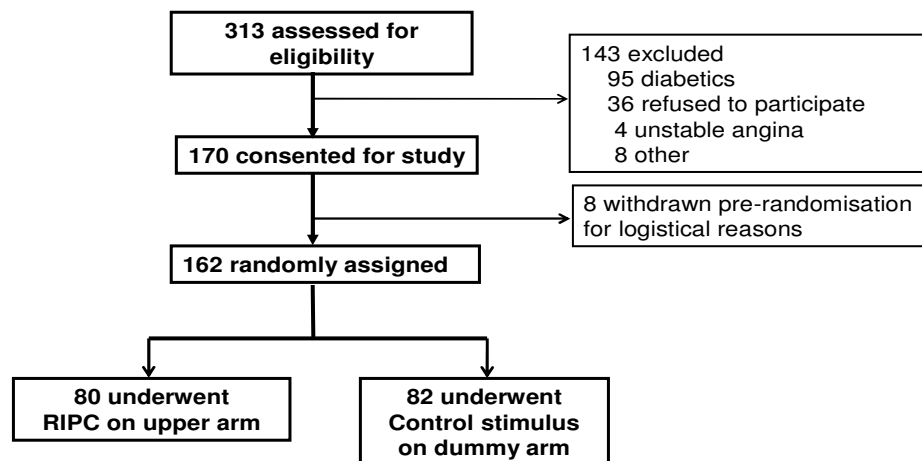 313 assessed for
eligibility
143 excluded
95 diabetics
36 refused to participate
4 unstable angina
8 other
170 consented for study
8 withdrawn pre-randomisation
for logistical reasons
162 randomly assigned
80 underwent
RIPC on upper arm
82 underwent
Control stimulus
on dummy arm